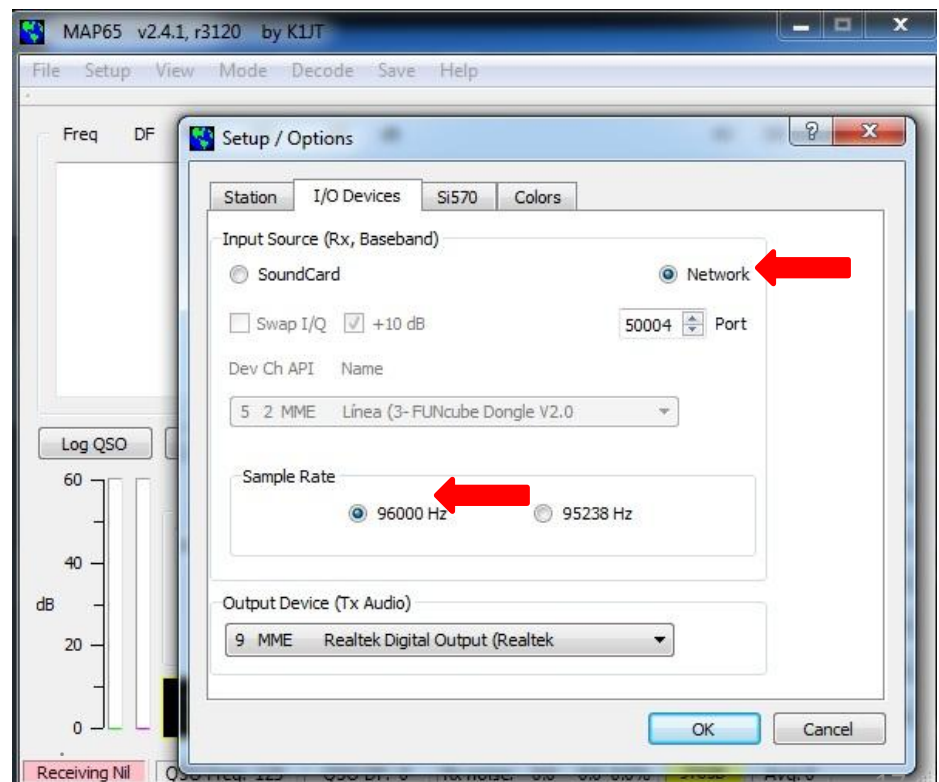 MAP65 v2.4.1, r3120 by K1JT
File Setup View Mode Decode Save Help
Freq DF
Setup / Options
Station I/O Devices Si570 Colors
Input Source (Rx, Baseband)
SoundCard Network
Swap I/Q +10 dB 50004 Port
Dev Ch API Name
5 2 MME Línea (3- FUNcube Dongle V2.0
Log QSO
Sample Rate
96000 Hz 95238 Hz
60
40
dB
20
0
Output Device (Tx Audio)
9 MME Realtek Digital Output (Realtek
OK Cancel
Receiving Nil